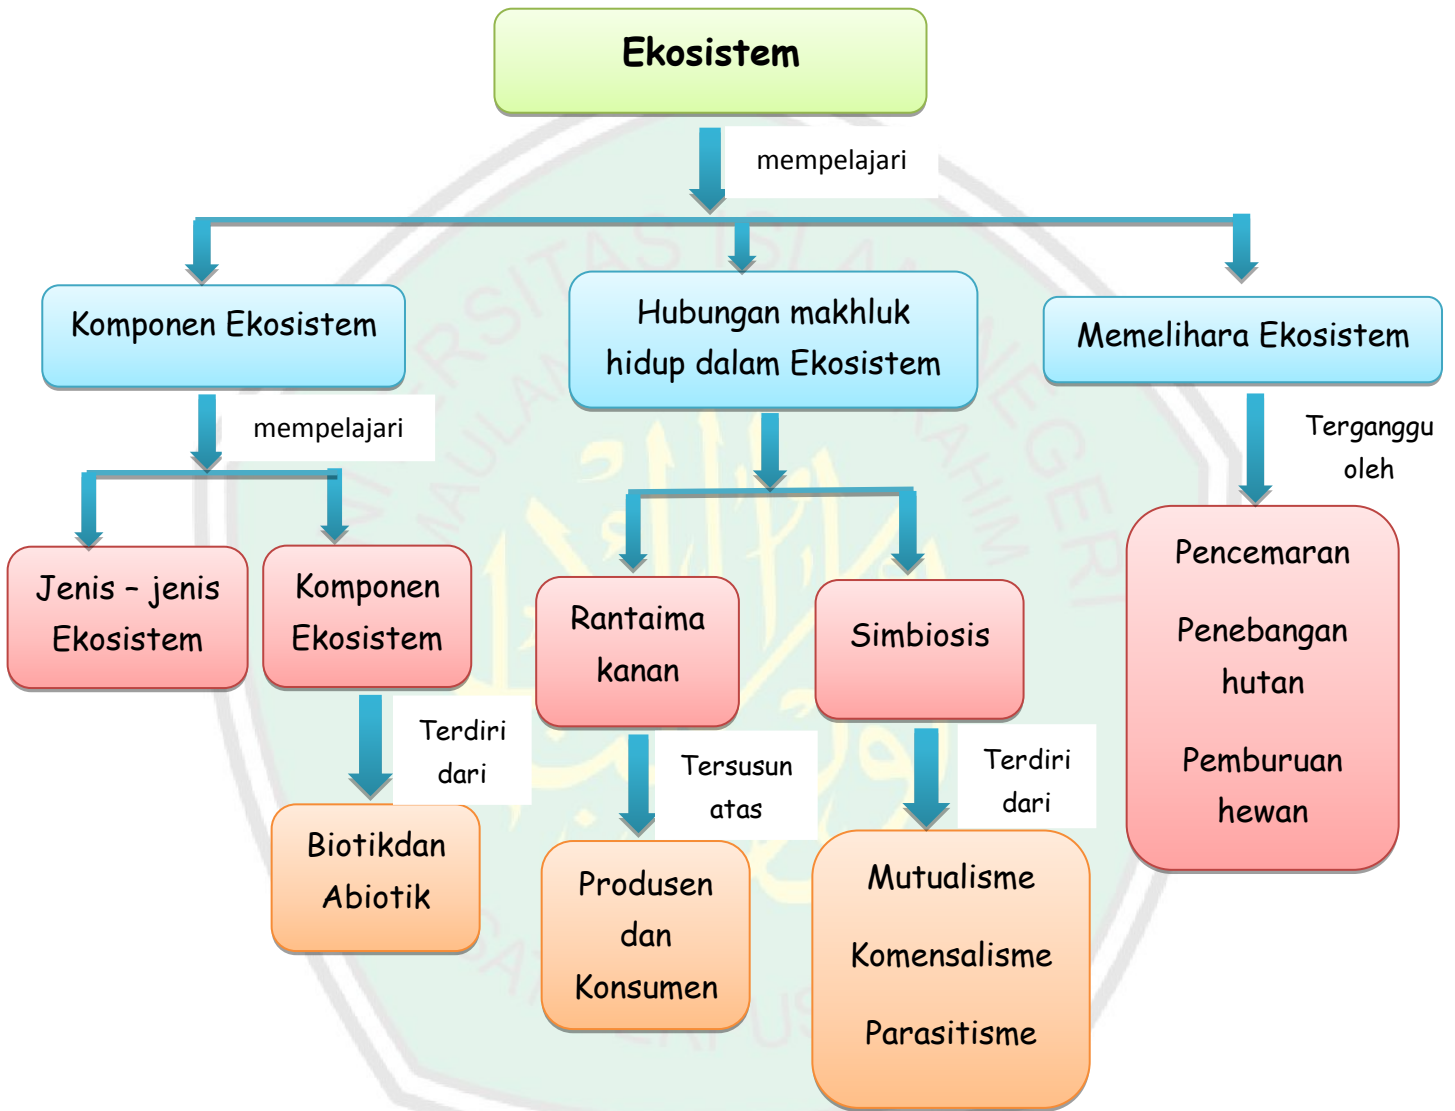 Ekosistem
mempelajari
Komponen Ekosistem
Hubungan makhluk
hidup dalam Ekosistem
Memelihara Ekosistem
mempelajari
Terganggu
oleh
Jenis – jenis
Ekosistem
Komponen
Ekosistem
Rantaima
kanan
Simbiosis
Pencemaran
Penebangan
hutan
Pemburuan
hewan
Terdiri
dari
Tersusun
atas
Terdiri
dari
Biotikdan
Abiotik
Produsen
dan
Konsumen
Mutualisme
Komensalisme
Parasitisme